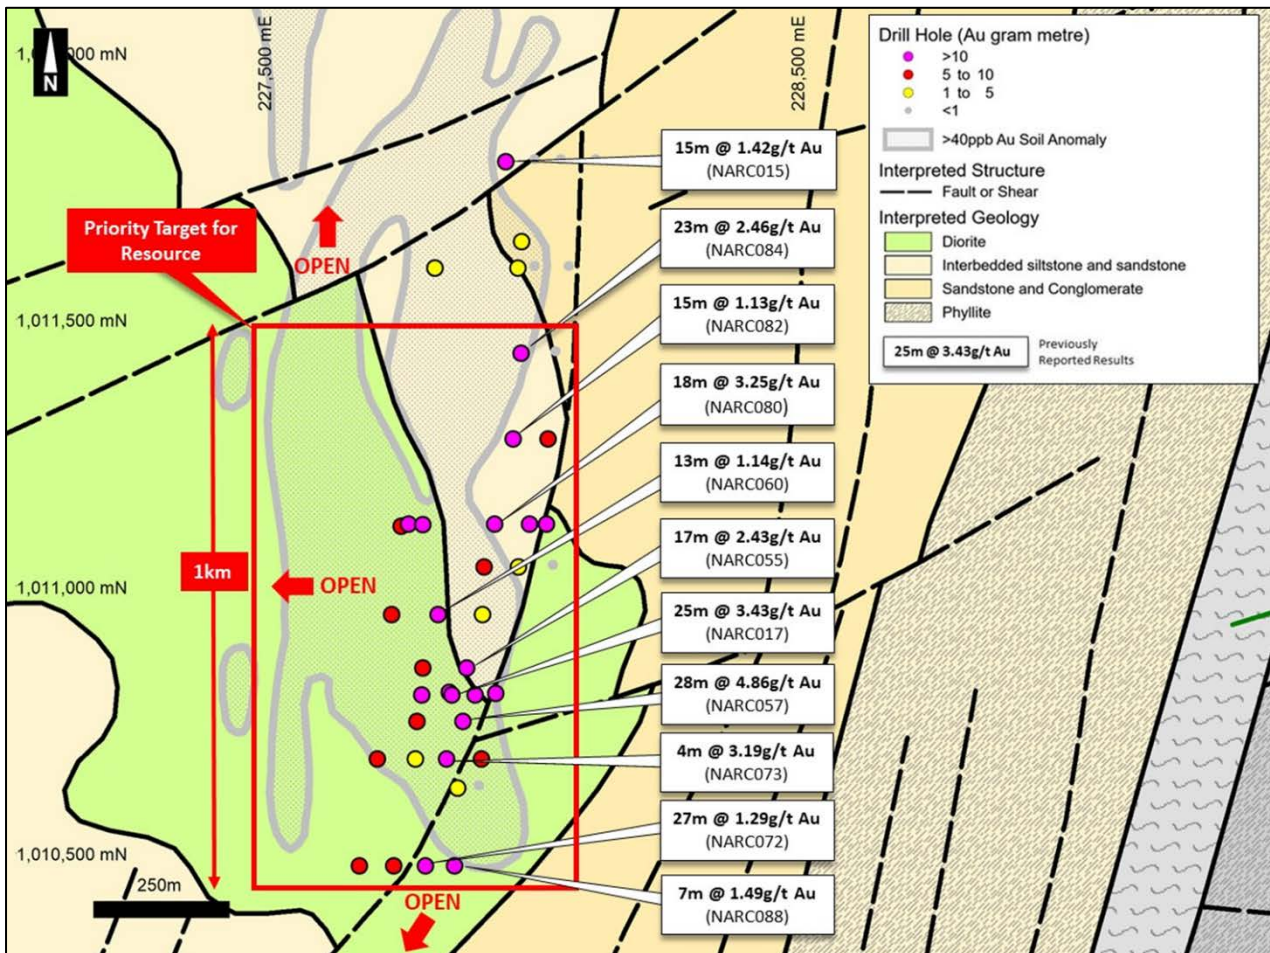 1,0
000 mN
N
227,500 mE
228,500 mE
Drill Hole (Au gram metre)
>10
5 to 10
1 to 5
<1
>40ppb Au Soil Anomaly
Interpreted Structure
Fault or Shear
Interpreted Geology
Diorite
Interbedded siltstone and sandstone
Sandstone and Conglomerate
Phyllite
25m @ 3.43g/t Au
Previously
Reported Results
15m @ 1.42g/t Au
(NARC015)
Priority Target for
Resource
OPEN
23m @ 2.46g/t Au
(NARC084)
1,011,500 mN
15m @ 1.13g/t Au
(NARC082)
18m @ 3.25g/t Au
(NARC080)
13m @ 1.14g/t Au
(NARC060)
17m @ 2.43g/t Au
(NARC055)
1km
OPEN
1,011,000 mN
25m @ 3.43g/t Au
(NARC017)
28m @ 4.86g/t Au
(NARC057)
4m @ 3.19g/t Au
(NARC073)
27m @ 1.29g/t Au
(NARC072)
1,010,500 mN
250m
OPEN
7m @ 1.49g/t Au
(NARC088)